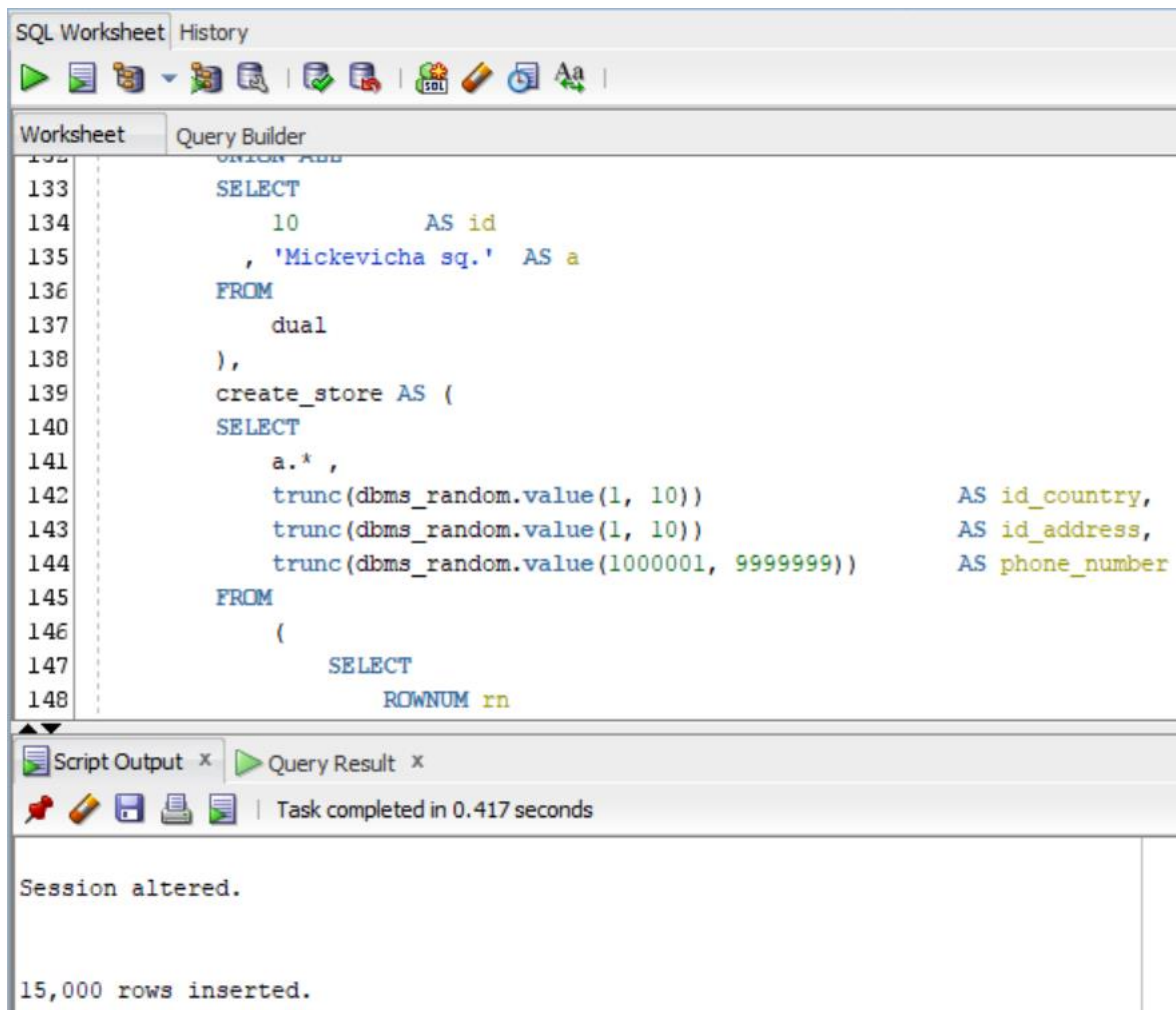 SQL Worksheet History
Worksheet Query Builder
132 UNION ALL
133 SELECT
134 10 AS id
135 , 'Mickevicha sq.' AS a
136 FROM
137 dual
138 ),
139 create_store AS (
140 SELECT
141 a.* ,
142 trunc(dbms_random.value(1, 10)) AS id_country,
143 trunc(dbms_random.value(1, 10)) AS id_address,
144 trunc(dbms_random.value(1000001, 9999999)) AS phone_number
145 FROM
146 (
147 SELECT
148 ROWNUM rn
Script Output x Query Result x
Task completed in 0.417 seconds
Session altered.
15,000 rows inserted.